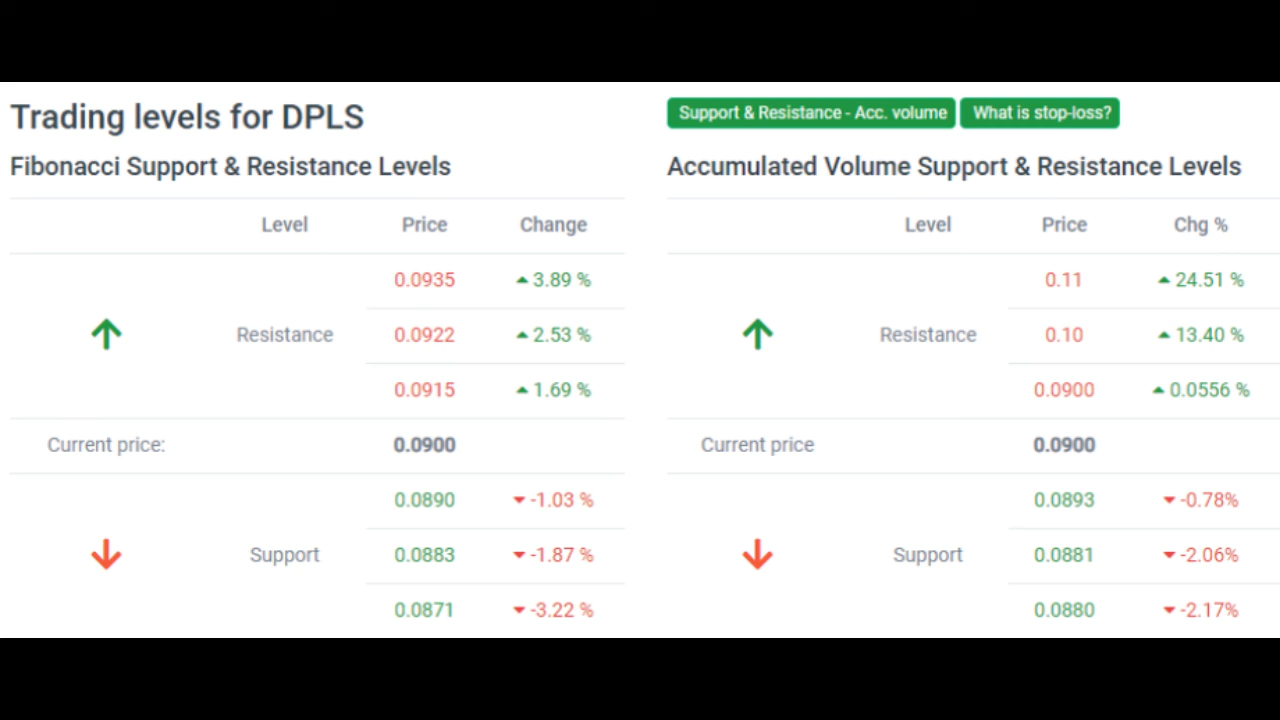 Trading levels for DPLS
Fibonacci Support & Resistance Levels
Level Price Change
0.0935 3.89 %
Resistance 0.0922 2.53 %
0.0915 1.69 %
Current price: 0.0900
0.0890 -1.03 %
Support 0.0883 -1.87 %
0.0871 -3.22 %
Support & Resistance - Acc. volume What is stop-loss?
Accumulated Volume Support & Resistance Levels
Level Price Chg %
0.11 24.51 %
Resistance 0.10 13.40 %
0.0900 0.0556 %
Current price 0.0900
0.0893 -0.78%
Support 0.0881 -2.06%
0.0880 -2.17%